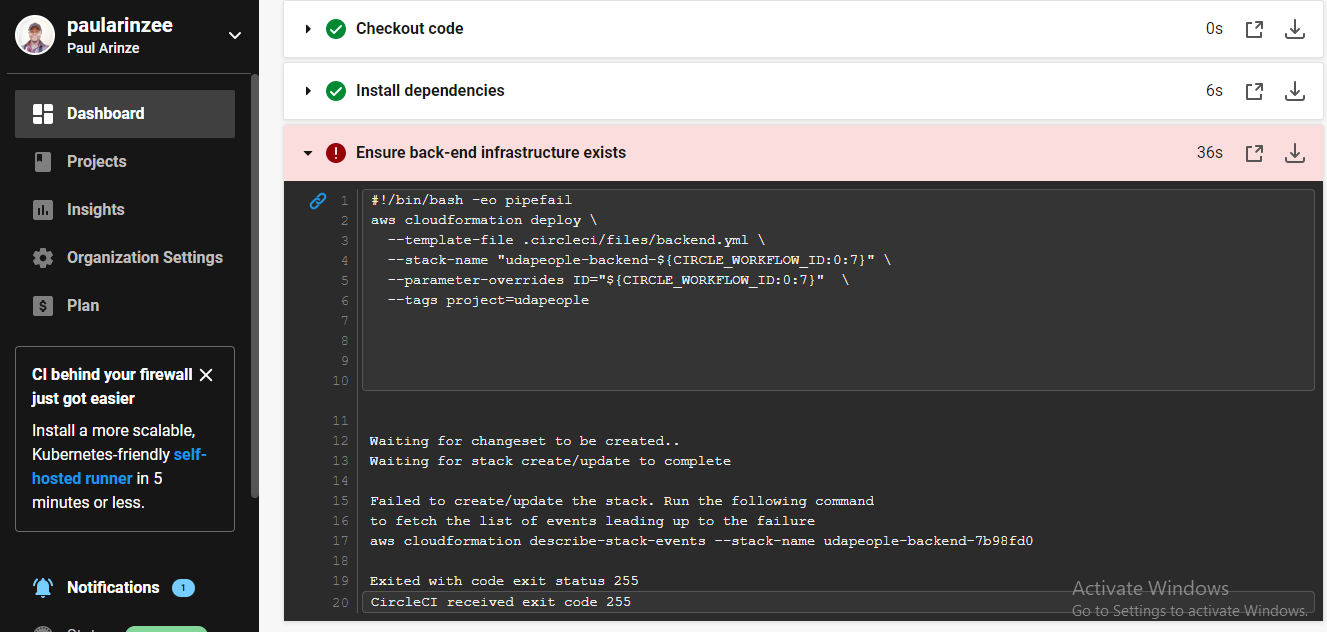 paularinzee
Paul Arinze
Dashboard
Projects
Insights
Organization Settings
$ Plan
CI behind your firewall
just got easier
Install a more scalable,
Kubernetes-friendly self-
hosted runner in 5
minutes or less.
Notifications 1
Checkout code 0s
Install dependencies 6s
! Ensure back-end infrastructure exists 36s
1 #!/bin/bash -eo pipefail
2 aws cloudformation deploy \
3 --template-file .circleci/files/backend.yml \
4 --stack-name "udapeople-backend-${CIRCLE_WORKFLOW_ID:0:7}" \
5 --parameter-overrides ID="${CIRCLE_WORKFLOW_ID:0:7}"  \
6 --tags project=udapeople
7
8
9
10
11
12 Waiting for changeset to be created..
13 Waiting for stack create/update to complete
14
15 Failed to create/update the stack. Run the following command
16 to fetch the list of events leading up to the failure
17 aws cloudformation describe-stack-events --stack-name udapeople-backend-7b98fd0
18
19 Exited with code exit status 255
20 CircleCI received exit code 255
Activate Windows
Go to Settings to activate Windows.